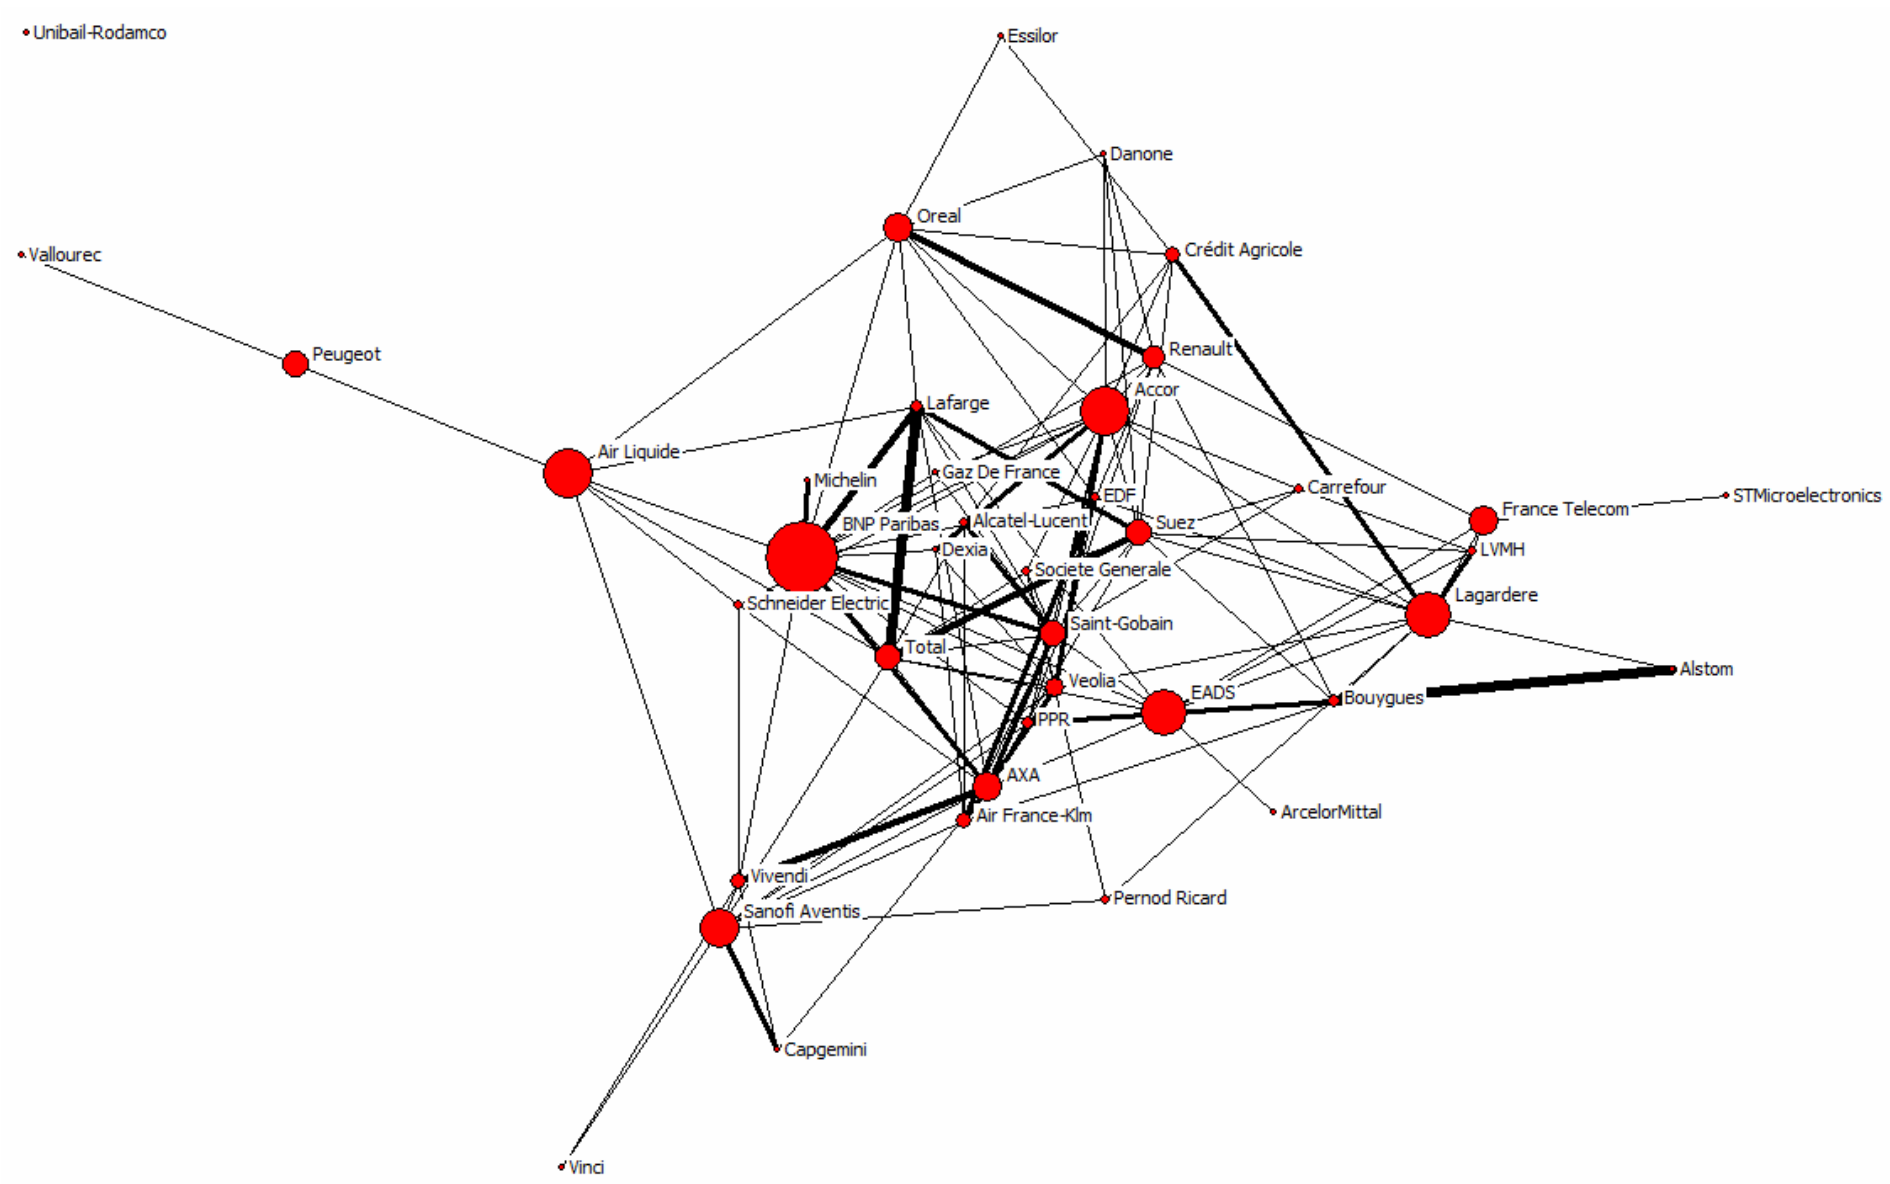 Unibail-Rodamco
Essilor
Danone
Oreal
Crédit Agricole
Vallourec
Renault
Peugeot
Accor
Lafarge
Air Liquide
Gaz De France
Michelin
Carrefour
EDF
STMicroelectronics
France Telecom
BNP Paribas
Alcatel-Lucent
Suez
Dexia
LVMH
Societe Generale
Lagardere
Schneider Electric
Saint-Gobain
Total
Alstom
Veolia
EADS
Bouygues
PPR
AXA
ArcelorMittal
Air France-Klm
Vivendi
Pernod Ricard
Sanofi Aventis
Capgemini
Vinci